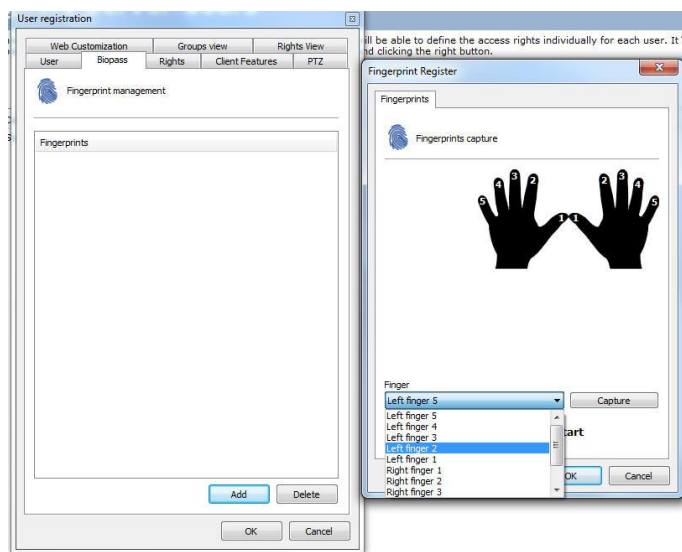 User registration
ill be able to define the access rights individually for each user. It'
nd clicking the right button.
Web Customization
Groups view
Rights View
User
Biopass
Rights
Client Features
PTZ
Fingerprint management
Fingerprints
Add
Delete
OK
Cancel
Fingerprint Register
Fingerprints
Fingerprints capture
5
4
3
2
1
1
2
3
4
5
Finger
Left finger 5
Capture
Left finger 5
Left finger 4
Left finger 3
Left finger 2
Left finger 1
Right finger 1
Right finger 2
Right finger 3
tart
OK
Cancel